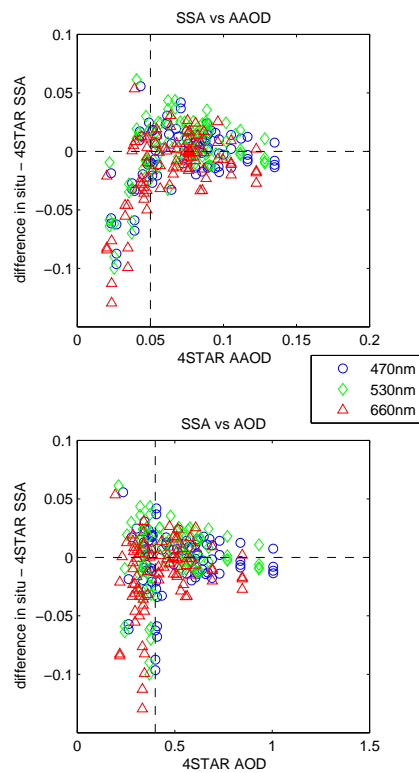 SSA vs AAOD
0.1
0.05
0
−0.05
−0.1
difference in situ − 4STAR SSA
0 0.05 0.1 0.15 0.2
4STAR AAOD
470nm
530nm
660nm
SSA vs AOD
0.1
0.05
0
−0.05
−0.1
difference in situ − 4STAR SSA
0 0.5 1 1.5
4STAR AOD